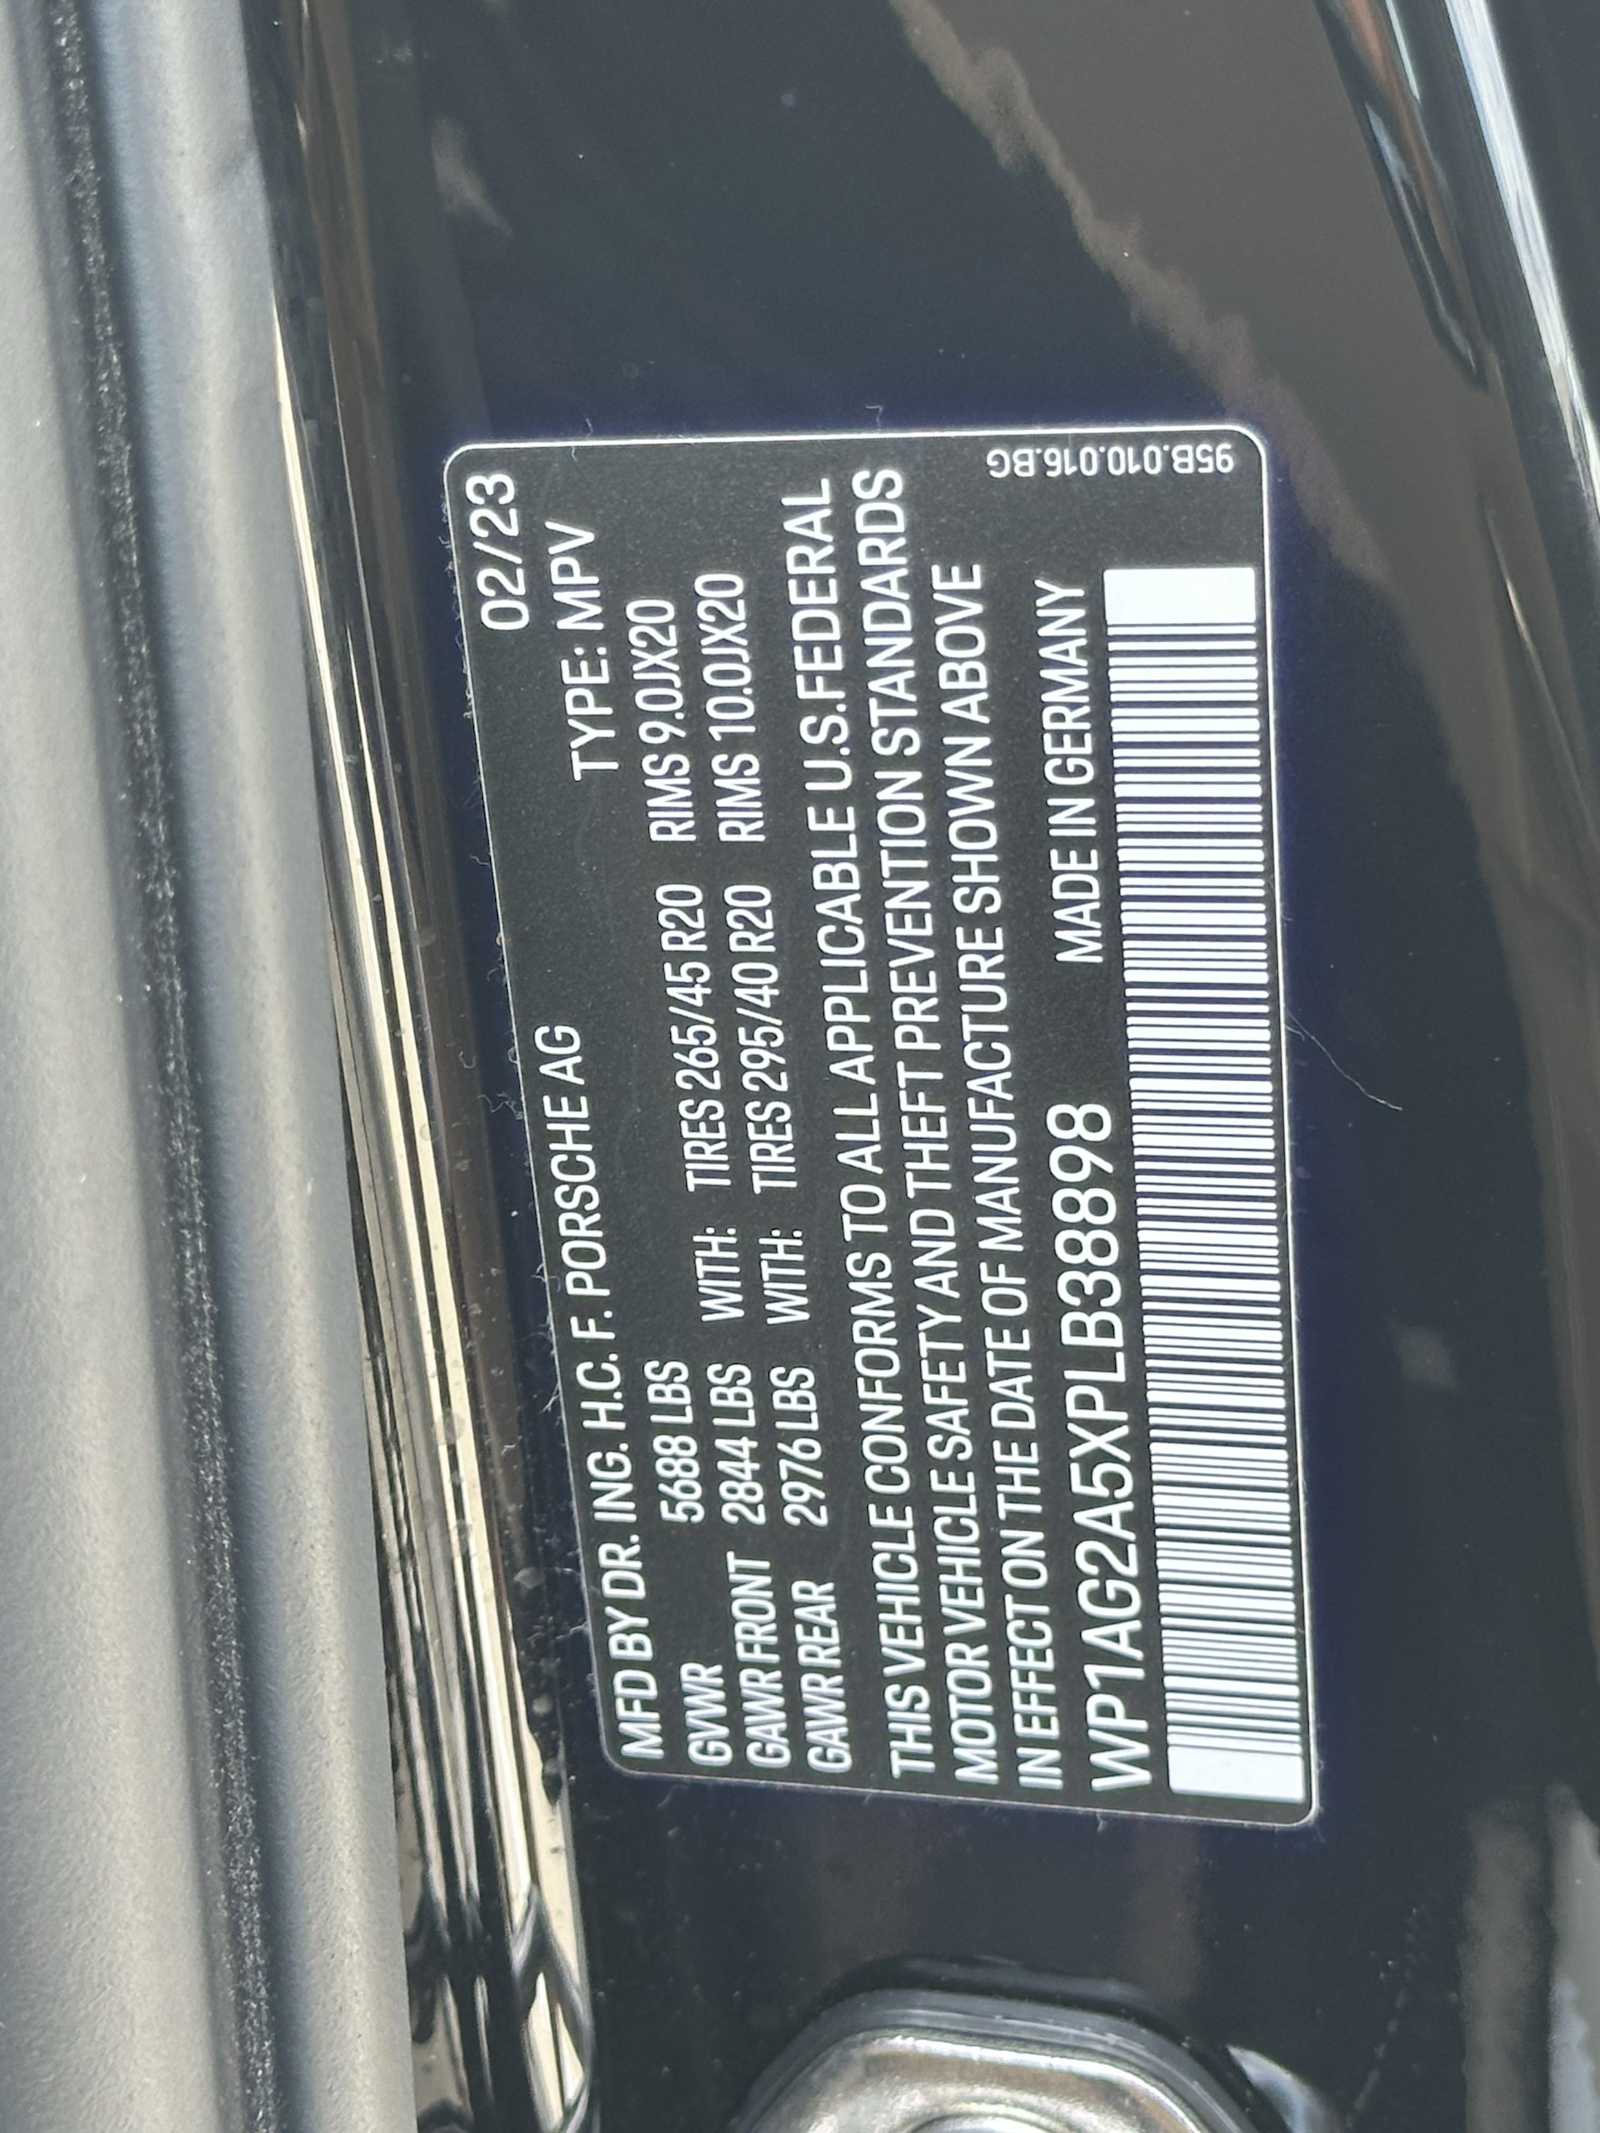 02/23
MFD BY DR. ING. H.C. F. PORSCHE AG TYPE: MPV
GVWR 5688 LBS
GAWR FRONT 2844 LBS WITH: TIRES 265/45 R20 RIMS 9.0JX20
GAWR REAR 2976 LBS WITH: TIRES 295/40 R20 RIMS 10.0JX20
THIS VEHICLE CONFORMS TO ALL APPLICABLE U.S. FEDERAL
MOTOR VEHICLE SAFETY AND THEFT PREVENTION STANDARDS
IN EFFECT ON THE DATE OF MANUFACTURE SHOWN ABOVE
WP1AG2A5XPLB38898 MADE IN GERMANY
95B.010.016.BG